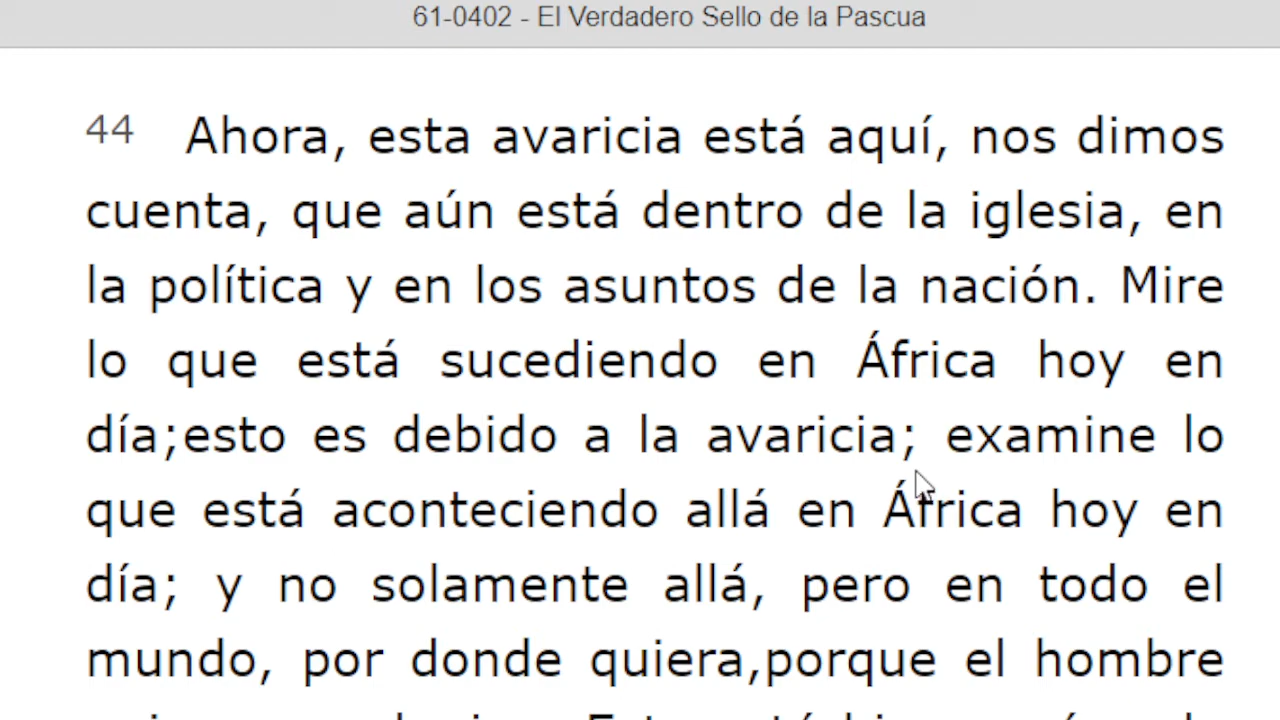 61-0402 - El Verdadero Sello de la Pascua
44 Ahora, esta avaricia está aquí, nos dimos
cuenta, que aún está dentro de la iglesia, en
la política y en los asuntos de la nación. Mire
lo que está sucediendo en África hoy en
día;esto es debido a la avaricia; examine lo
que está aconteciendo allá en África hoy en
día; y no solamente allá, pero en todo el
mundo, por donde quiera,porque el hombre